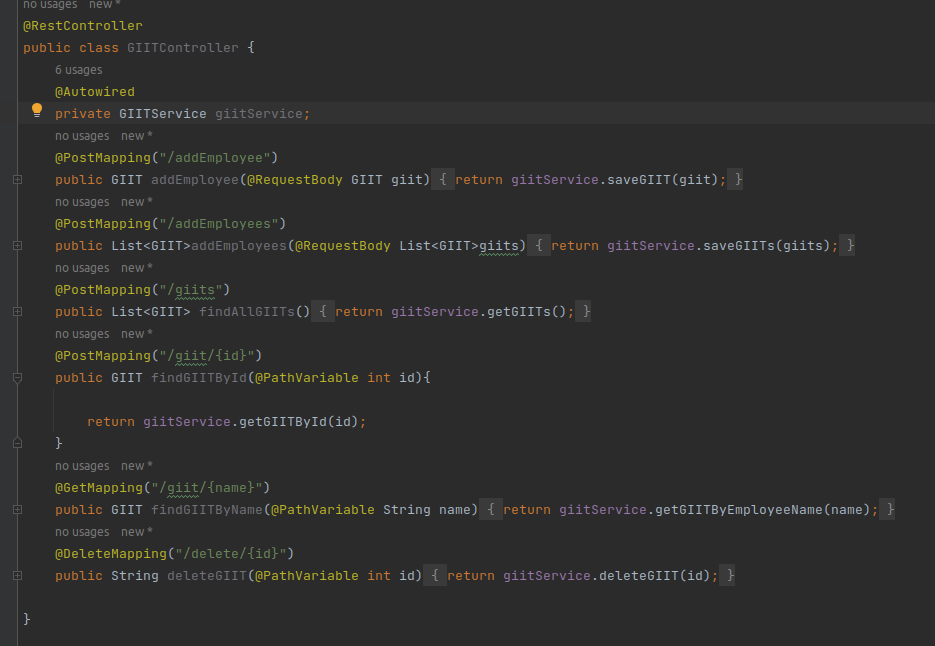 no usages   new *
@RestController
public class GIITController {
6 usages
@Autowired
private GIITService giitService;
no usages   new *
@PostMapping("/addEmployee")
public GIIT addEmployee(@RequestBody GIIT giit) { return giitService.saveGIIT(giit); }
no usages   new *
@PostMapping("/addEmployees")
public List<GIIT>addEmployees(@RequestBody List<GIIT>giits) { return giitService.saveGIITs(giits); }
no usages   new *
@PostMapping("/giits")
public List<GIIT> findAllGIITs() { return giitService.getGIITs(); }
no usages   new *
@PostMapping("/giit/{id}")
public GIIT findGIITById(@PathVariable int id){
return giitService.getGIITById(id);
}
no usages   new *
@GetMapping("/giit/{name}")
public GIIT findGIITByName(@PathVariable String name) { return giitService.getGIITByEmployeeName(name); }
no usages   new *
@DeleteMapping("/delete/{id}")
public String deleteGIIT(@PathVariable int id) { return giitService.deleteGIIT(id); }
}